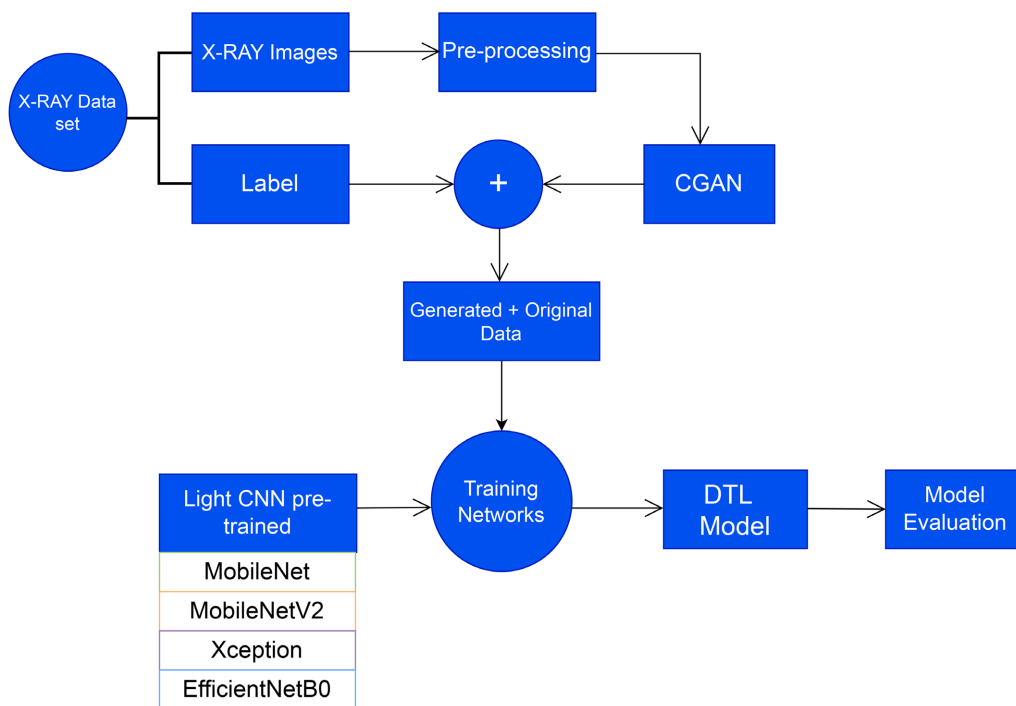 X-RAY Images
Pre-processing
X-RAY Data
set
Label
+
CGAN
Generated + Original
Data
Light CNN pre-
trained
Training
Networks
DTL
Model
Model
Evaluation
MobileNet
MobileNetV2
Xception
EfficientNetB0